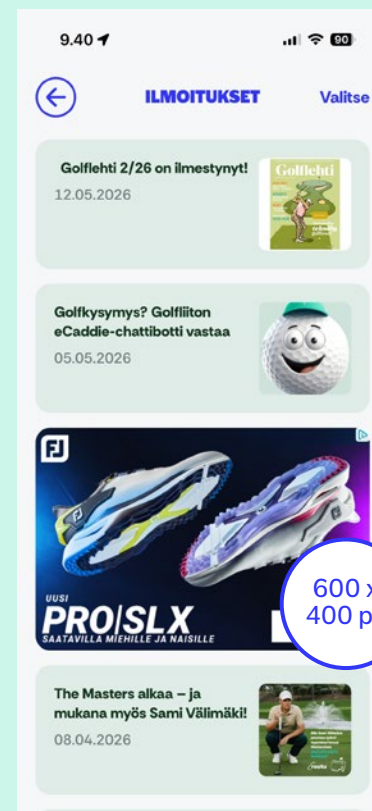 9.40
90
ILMOITUKSET
Valitse
Golflehti 2/26 on ilmestynyt!
12.05.2026
Golflehti
Golfkysymys? Golfliiton
eCaddie-chattibotti vastaa
05.05.2026
FJ
UUSI
PRO|SLX
SAATAVILLA MIEHILLE JA NAISILLE
600 x
400 p
The Masters alkaa – ja
mukana myös Sami Välimäki!
08.04.2026